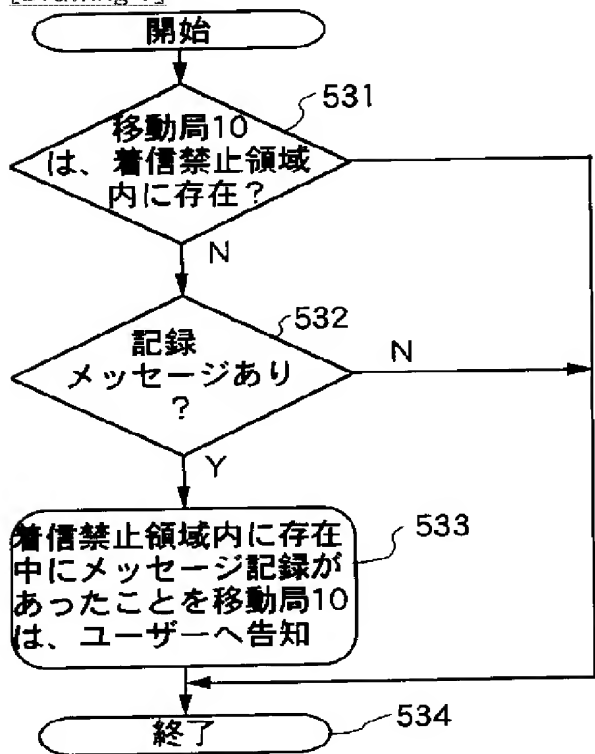 開始
531
移動局10
は、着信禁止領域
内に存在?
N
532
記録
メッセージあり
?
N
Y
533
着信禁止領域内に存在
中にメッセージ記録が
あったことを移動局10
は、ユーザーへ告知
終了
534